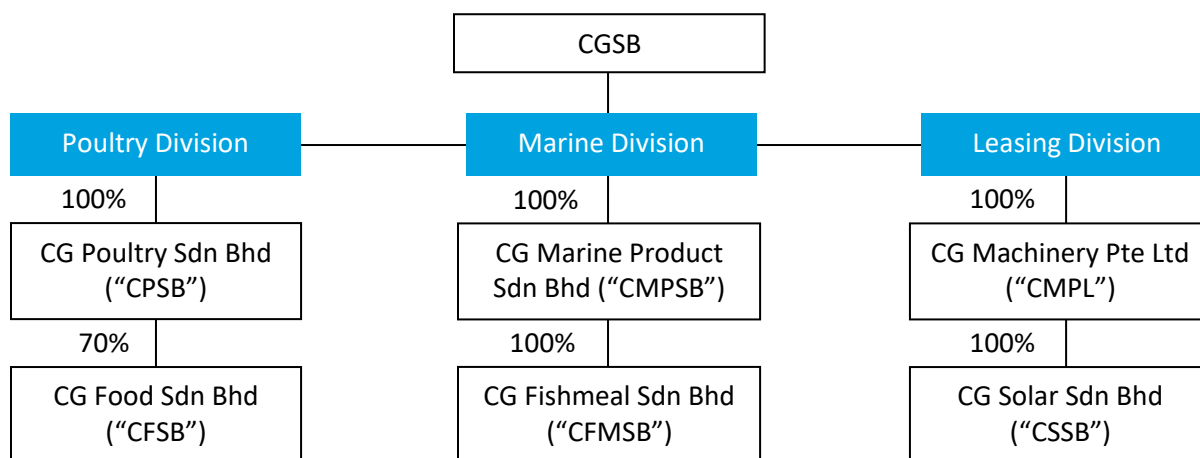 CGSB
Poultry Division
Marine Division
Leasing Division
100%
100%
100%
CG Poultry Sdn Bhd
(“CPSB”)
CG Marine Product
Sdn Bhd (“CMPSB”)
CG Machinery Pte Ltd
(“CMPL”)
70%
100%
100%
CG Food Sdn Bhd
(“CFSB”)
CG Fishmeal Sdn Bhd
(“CFMSB”)
CG Solar Sdn Bhd
(“CSSB”)